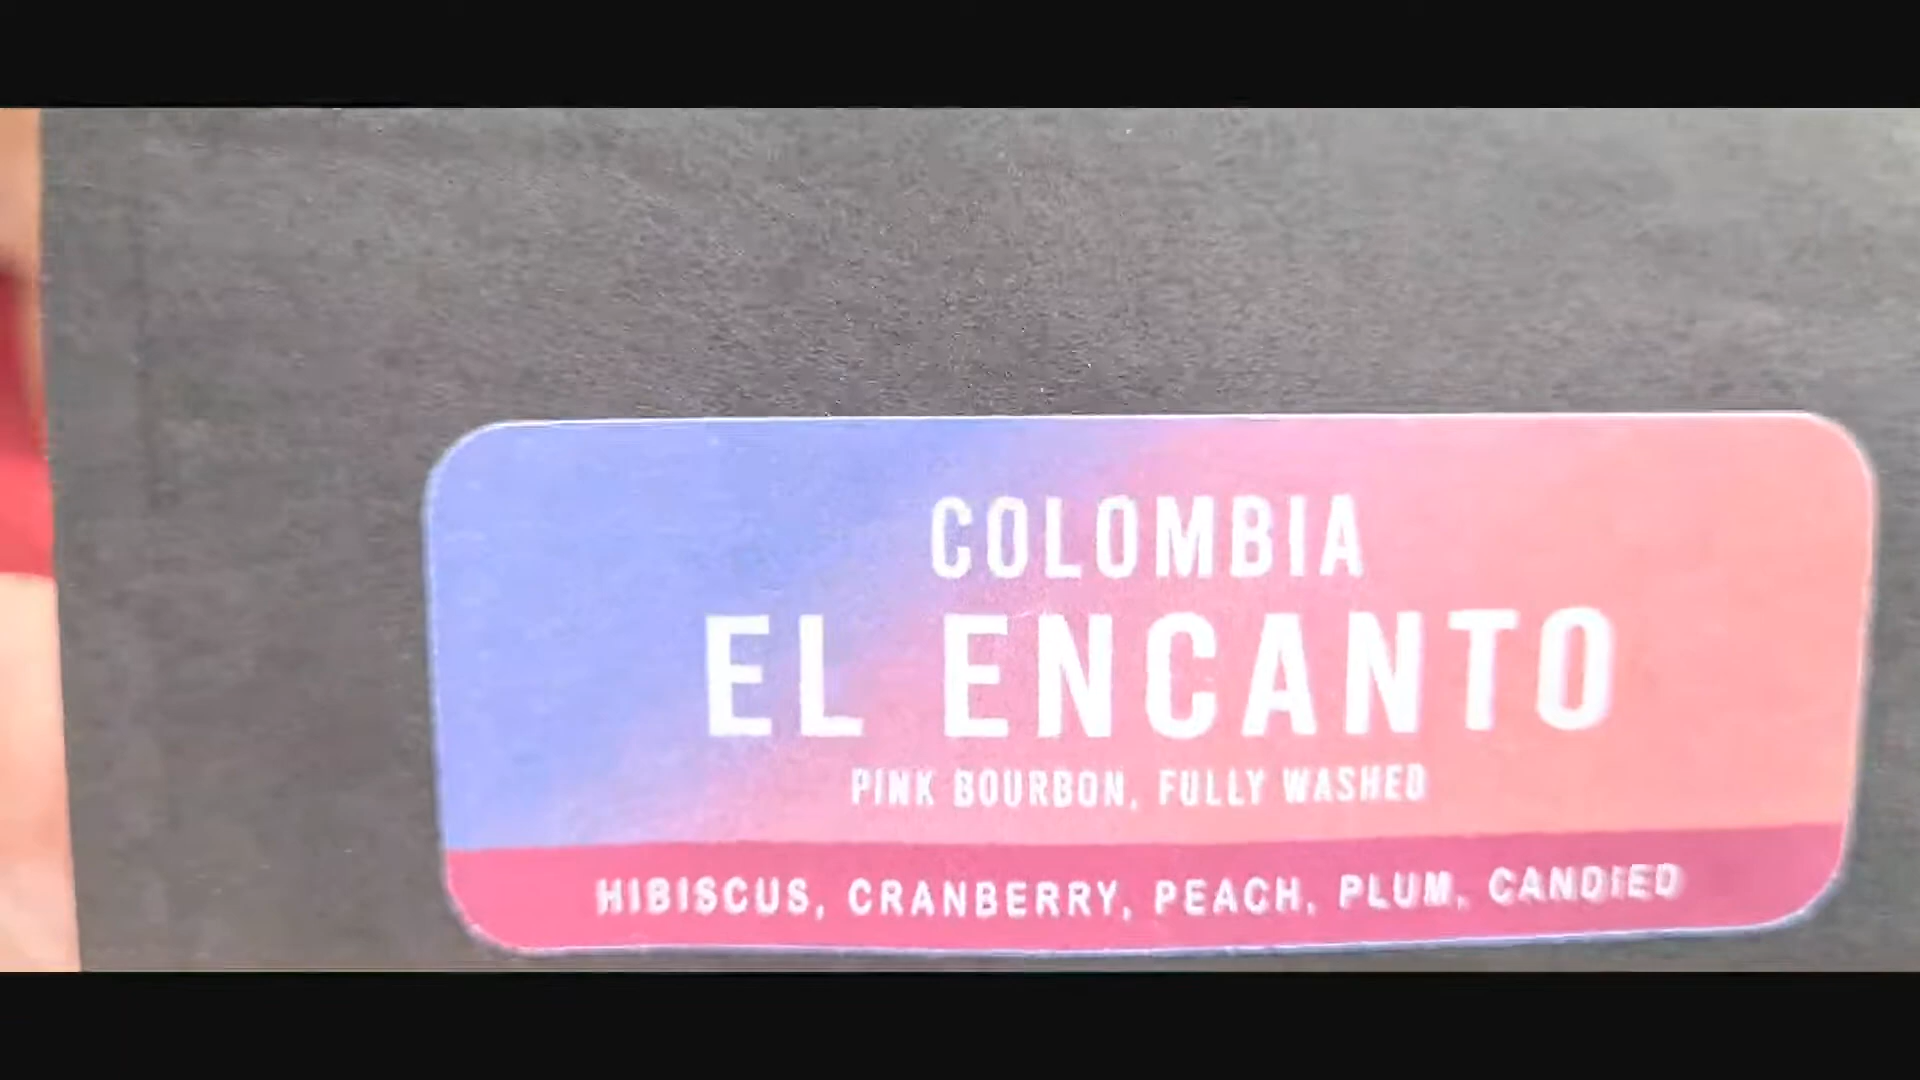 COLOMBIA
EL ENCANTO
PINK BOURBON, FULLY WASHED
HIBISCUS, CRANBERRY, PEACH, PLUM, CANDIED